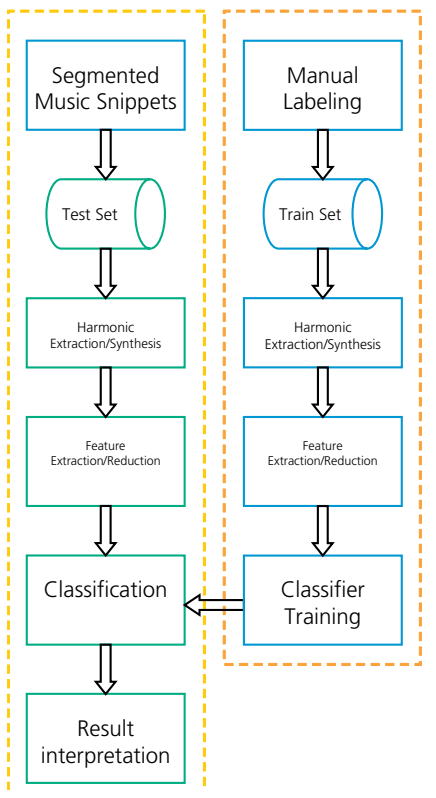 Segmented
Music Snippets
Test Set
Harmonic
Extraction/Synthesis
Feature
Extraction/Reduction
Classification
Result
interpretation
Manual
Labeling
Train Set
Harmonic
Extraction/Synthesis
Feature
Extraction/Reduction
Classifier
Training